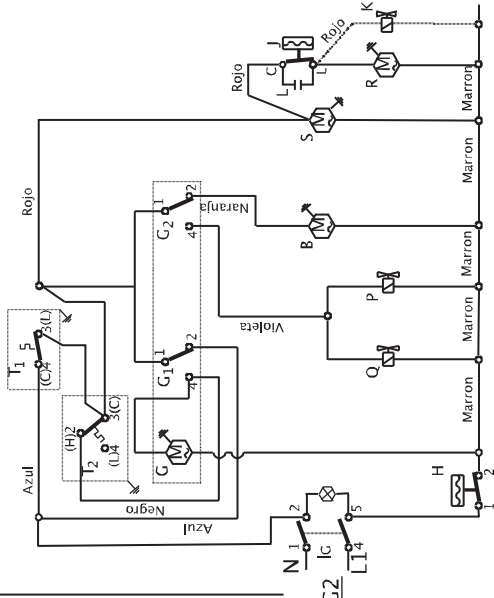 Rojo
K
J
Rojo
Rojo
C
L
L
M
R
M
S
Marron
Marron
Marron
Marron
Marron
1
2
G2
4
Naranja
M
B
P
Q
Violeta
1
2
G1
4
M
G
3(L)
5
T1
(C)4
(H)2
3(C)
(L)4
T2
Azul
Negro
Azul
N
1
2
IG
L1
4
5
H
1
2
G2